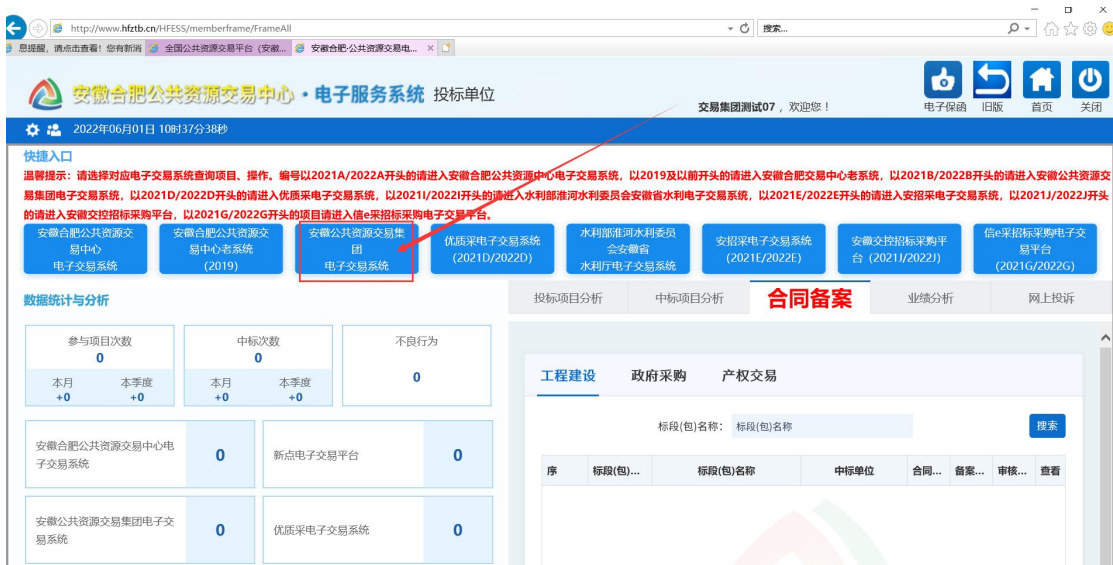 http://www.hfztb.cn/HFESS/memberframe/FrameAll
搜索...
息提醒，请点击查看！您有新消
全国公共资源交易平台（安徽...
安徽合肥·公共资源交易电...
安徽合肥公共资源交易中心·电子服务系统 投标单位
交易集团测试07 ，欢迎您！
电子保函 旧版 首页 关闭
2022年06月01日 10时37分38秒
快捷入口
温馨提示：请选择对应电子交易系统查询项目、操作。编号以2021A/2022A开头的请进入安徽合肥公共资源中心电子交易系统，以2019及以前开头的请进入合肥交易中心老系统，以2021B/2022B开头的请进入安徽公共资源交
易集团电子交易系统，以2021D/2022D开头的请进入优质采电子交易系统，以2021I/2022I开头的请进入水利部淮河水利委员会安徽省水利电子交易系统，以2021E/2022E开头的请进入安招采电子交易系统，以2021J/2022J开头
的请进入安徽交控招标采购平台，以2021G/2022G开头的项目请进入信e采招标采购电子交易平台。
安徽合肥公共资源交
易中心
电子交易系统
安徽合肥公共资源交
易中心老系统
(2019)
安徽公共资源交易集
团
电子交易系统
优质采电子交易系统
(2021D/2022D)
水利部淮河水利委员
会安徽省
水利厅电子交易系统
安招采电子交易系统
(2021E/2022E)
安徽交控招标采购平
台（2021J/2022J)
信e采招标采购电子交
易平台
(2021G/2022G)
数据统计与分析
投标项目分析 中标项目分析 合同备案 业绩分析 网上投诉
参与项目次数
0
本月 本季度
+0 +0
中标次数
0
本月 本季度
+0 +0
不良行为
0
工程建设 政府采购 产权交易
标段(包)名称： 标段(包)名称 搜索
序 标段(包)... 标段(包)名称 中标单位 合同... 备案... 审核... 查看
安徽合肥公共资源交易中心电
子交易系统
0
新点电子交易平台
0
安徽公共资源交易集团电子交
易系统
0
优质采电子交易系统
0